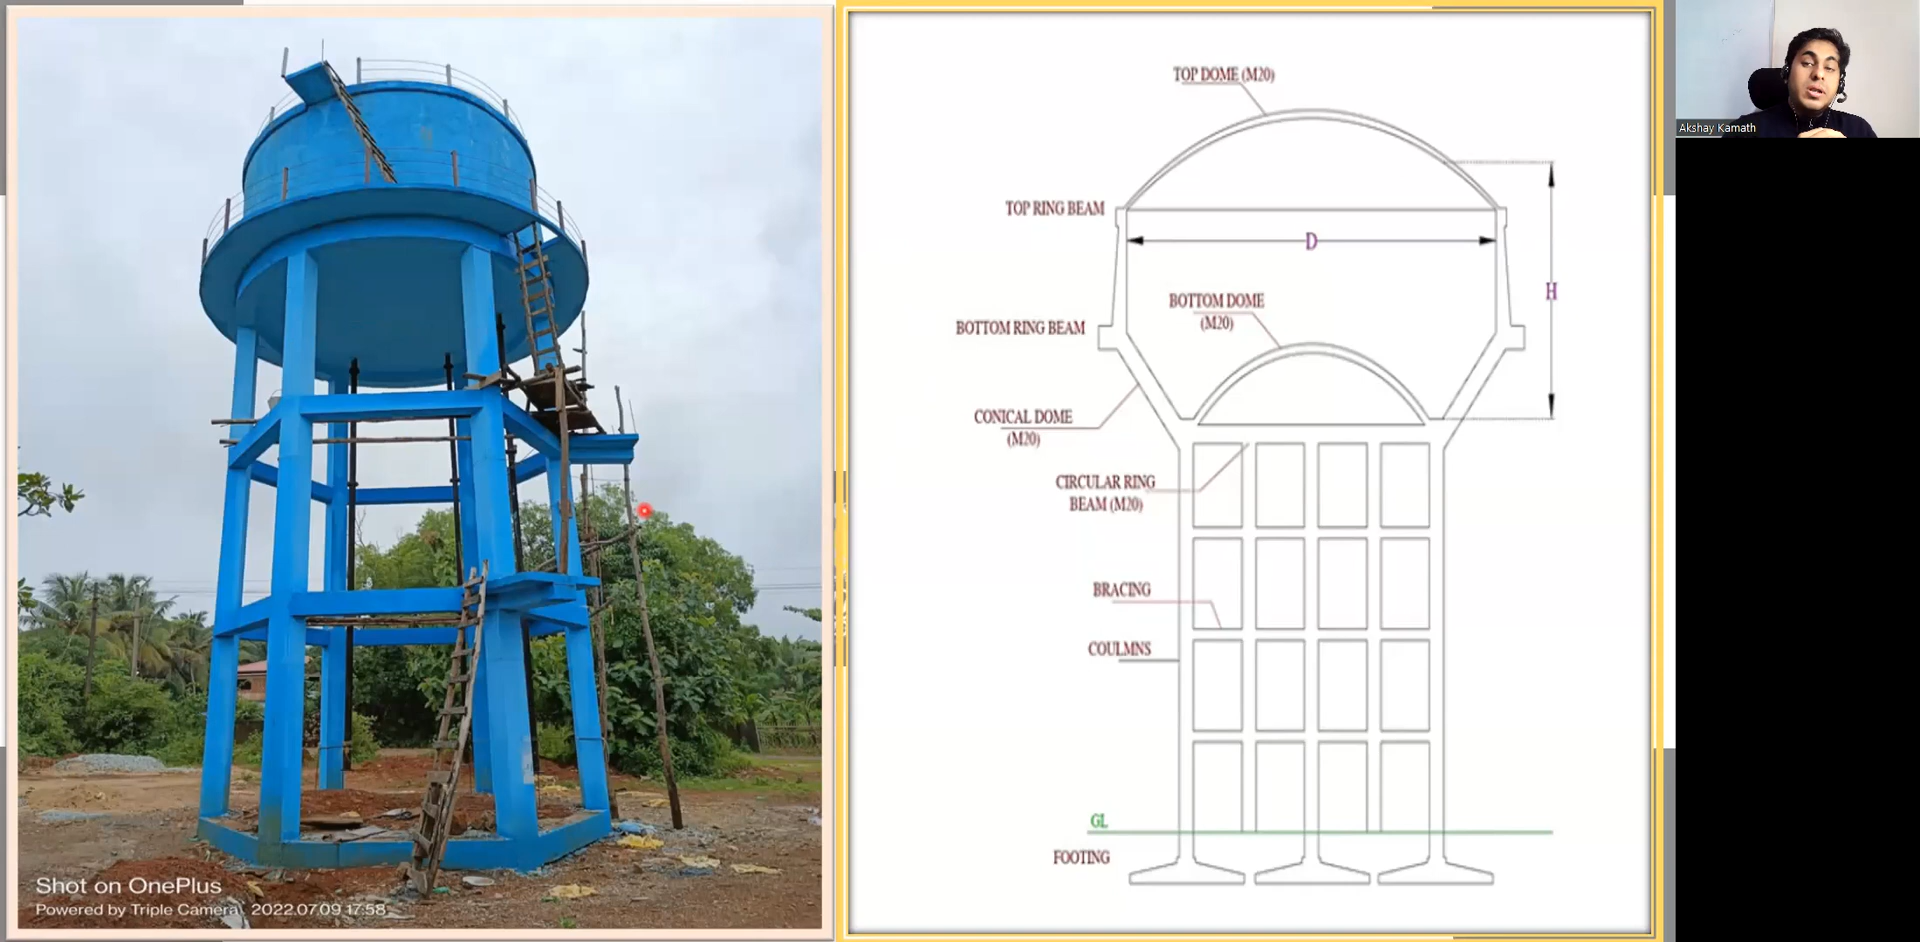 Shot on OnePlus
Powered by Triple Camera 2022.07.09 17:58
TOP DOME (M20)
TOP RING BEAM
D
H
BOTTOM DOME
(M20)
BOTTOM RING BEAM
CONICAL DOME
(M20)
CIRCULAR RING
BEAM (M20)
BRACING
COULMNS
GL
FOOTING
Akshay Kamath